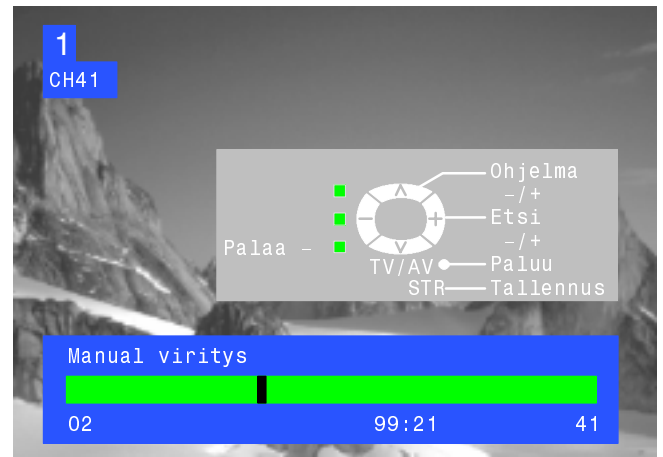 1
CH41
Ohjelma
-/+
Etsi
-/+
Palaa -
TV/AV Paluu
STR Tallennus
Manual viritys
02 99:21 41